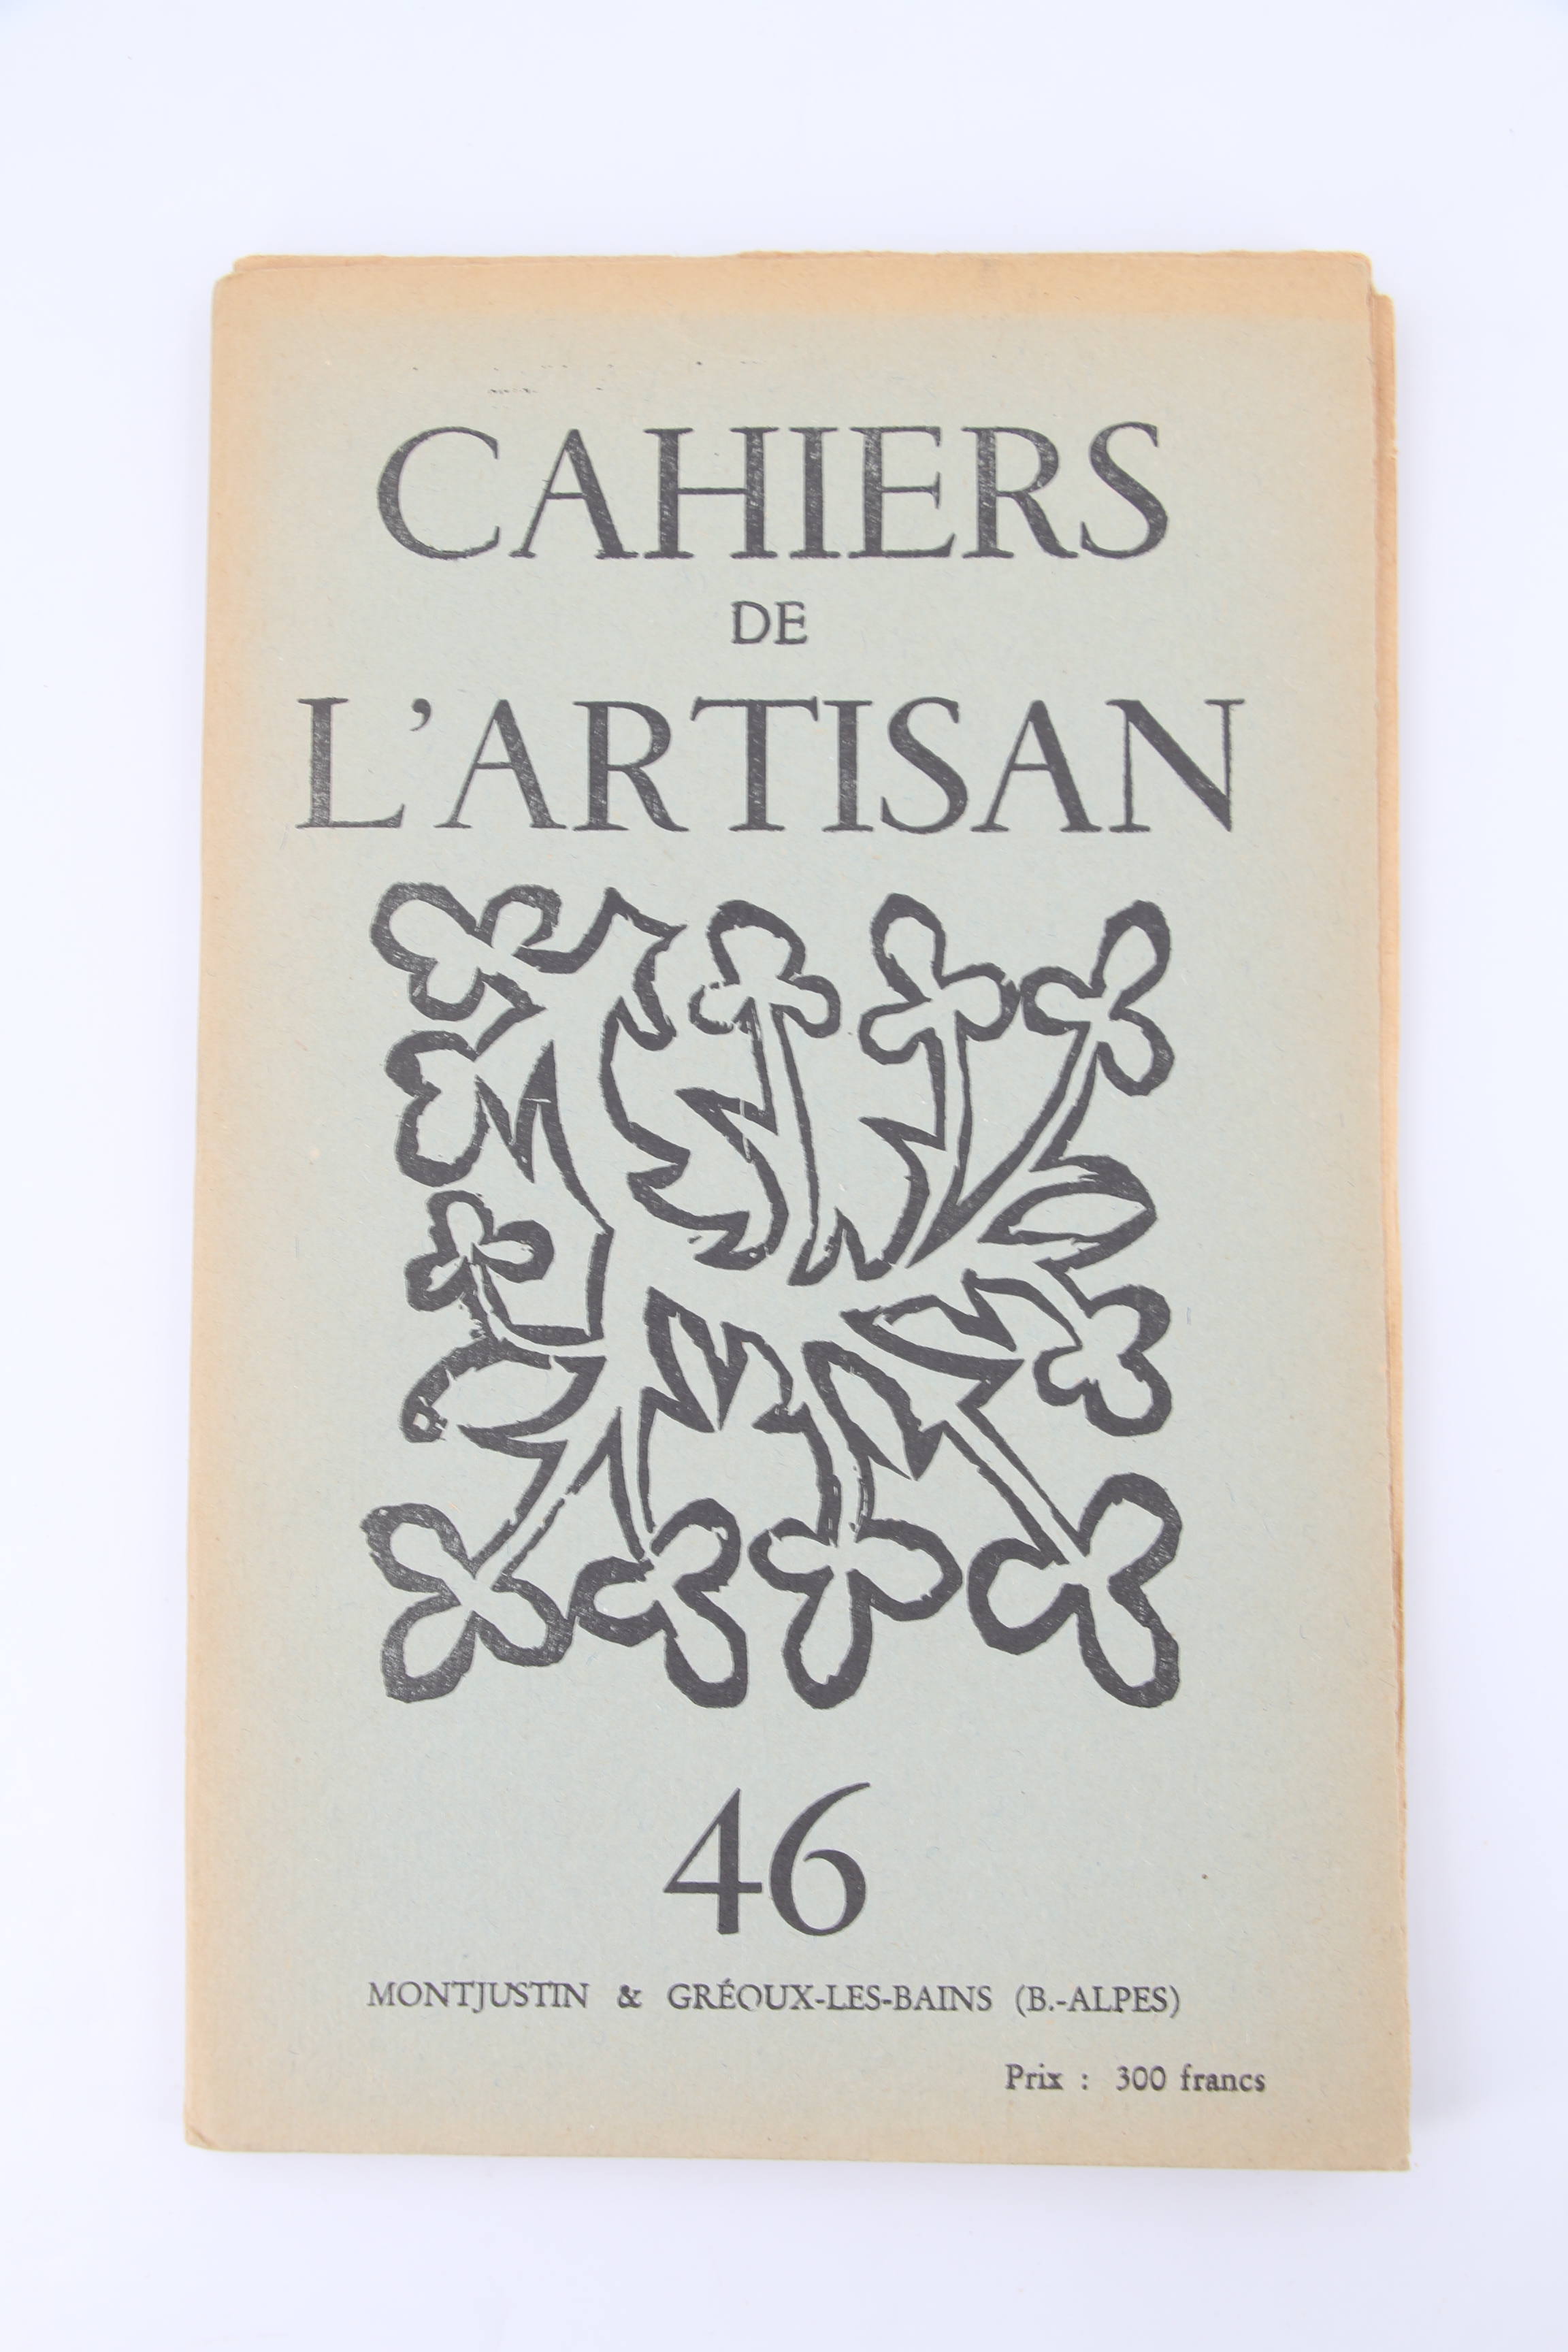 CAHIERS
DE
L'ARTISAN
46
MONTJUSTIN & GRÉOUX-LES-BAINS (B.-ALPES)
Prix : 300 francs